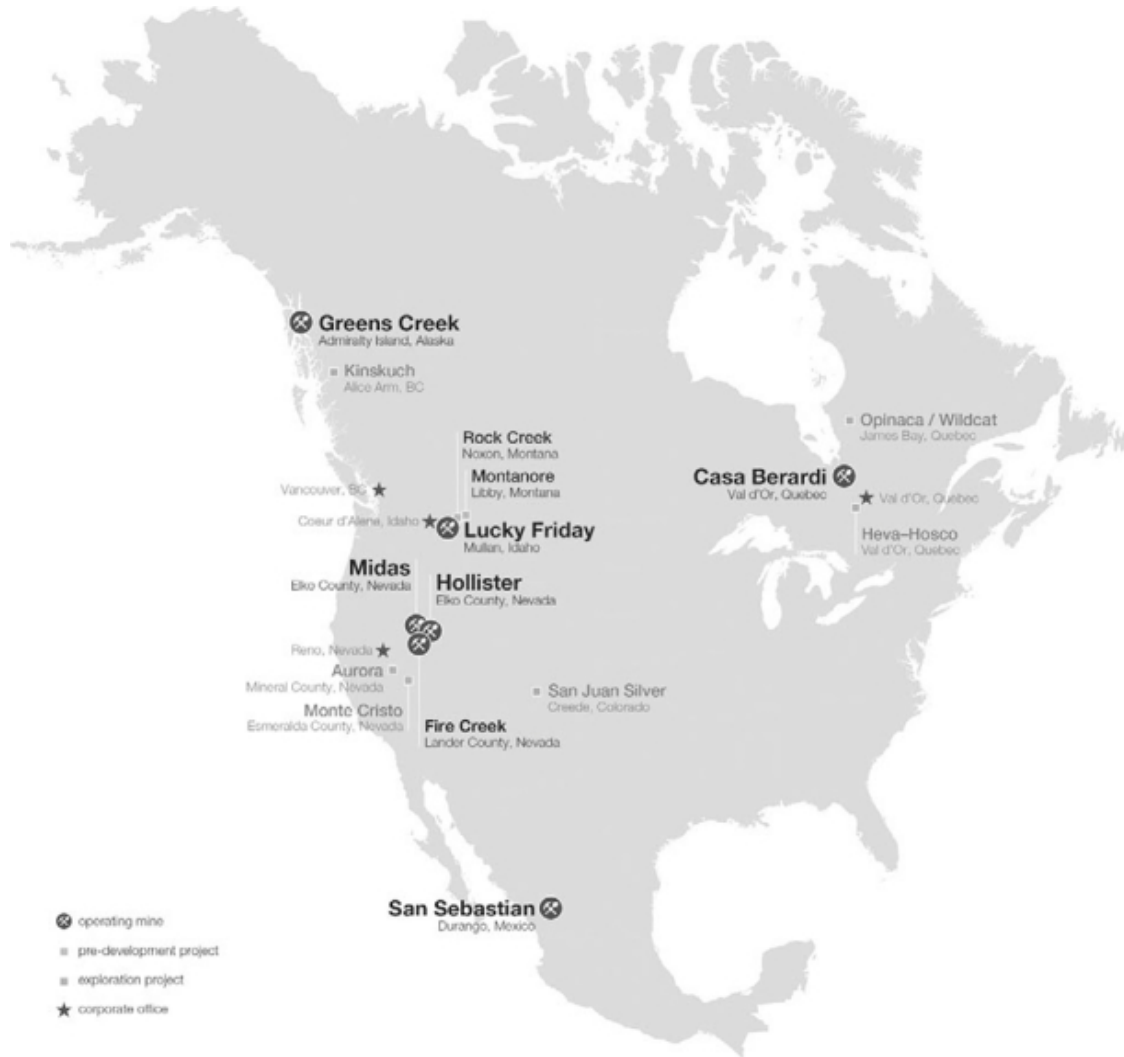 Greens Creek
Admiralty Island, Alaska
Kinskuch
Alice Arm, BC
Opinaca / Wildcat
James Bay, Quebec
Rock Creek
Noxon, Montana
Montanore
Libby, Montana
Casa Berardi
Val d'Or, Quebec
Vancouver, BC
Val d'Or, Quebec
Coeur d'Alene, Idaho
Lucky Friday
Mullan, Idaho
Heva–Hosco
Val d'Or, Quebec
Midas
Elko County, Nevada
Hollister
Elko County, Nevada
Reno, Nevada
Aurora
Mineral County, Nevada
San Juan Silver
Creede, Colorado
Monte Cristo
Esmeralda County, Nevada
Fire Creek
Lander County, Nevada
San Sebastian
Durango, Mexico
operating mine
pre-development project
exploration project
corporate office